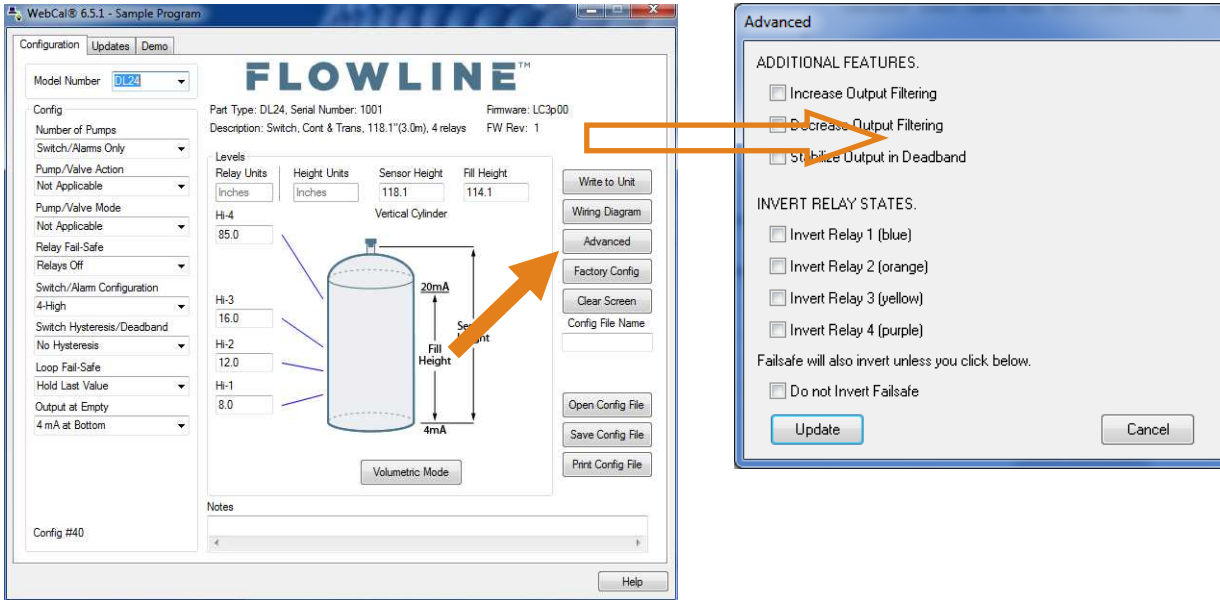 WebCal® 6.5.1 - Sample Program
Configuration Updates Demo
Model Number DL24
Config
Number of Pumps
Switch/Alarms Only
Pump/Valve Action
Not Applicable
Pump/Valve Mode
Not Applicable
Relay Fail-Safe
Relays Off
Switch/Alarm Configuration
4-High
Switch Hysteresis/Deadband
No Hysteresis
Loop Fail-Safe
Hold Last Value
Output at Empty
4 mA at Bottom
Config #40
FLOWLINE™
Part Type: DL24, Serial Number: 1001 Firmware: LC3p00
Description: Switch, Cont & Trans, 118.1"(3.0m), 4 relays FW Rev: 1
Levels
Relay Units Height Units Sensor Height Fill Height
Inches Inches 118.1 114.1
Hi-4 Vertical Cylinder
85.0
Hi-3
16.0
Hi-2
12.0
Hi-1
8.0
20mA
Fill
Height
4mA
Volumetric Mode
Write to Unit
Wiring Diagram
Advanced
Factory Config
Clear Screen
Config File Name
Open Config File
Save Config File
Print Config File
Notes
Help
Advanced
ADDITIONAL FEATURES.
Increase Output Filtering
Decrease Output Filtering
Stabilize Output in Deadband
INVERT RELAY STATES.
Invert Relay 1 (blue)
Invert Relay 2 (orange)
Invert Relay 3 (yellow)
Invert Relay 4 (purple)
Failsafe will also invert unless you click below.
Do not Invert Failsafe
Update Cancel